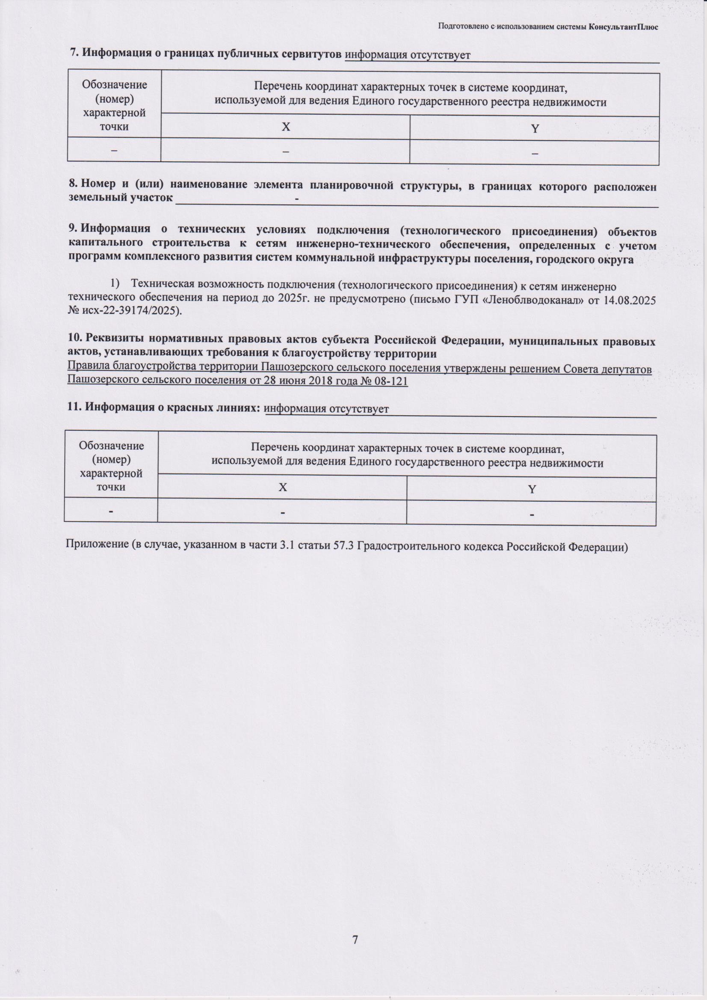 Подготовлено с использованием системы КонсультантПлюс
7. Информация о границах публичных сервитутов информация отсутствует
Обозначение
(номер)
характерной
точки
Перечень координат характерных точек в системе координат,
используемой для ведения Единого государственного реестра недвижимости
X
Y
–
–
–
8. Номер и (или) наименование элемента планировочной структуры, в границах которого расположен
земельный участок -
9. Информация о технических условиях подключения (технологического присоединения) объектов
капитального строительства к сетям инженерно-технического обеспечения, определенных с учетом
программ комплексного развития систем коммунальной инфраструктуры поселения, городского округа
1) Техническая возможность подключения (технологического присоединения) к сетям инженерно
технического обеспечения на период до 2025г. не предусмотрено (письмо ГУП «Леноблводоканал» от 14.08.2025
№ исх-22-39174/2025).
10. Реквизиты нормативных правовых актов субъекта Российской Федерации, муниципальных правовых
актов, устанавливающих требования к благоустройству территории
Правила благоустройства территории Пашозерского сельского поселения утверждены решением Совета депутатов
Пашозерского сельского поселения от 28 июня 2018 года № 08-121
11. Информация о красных линиях: информация отсутствует
Обозначение
(номер)
характерной
точки
Перечень координат характерных точек в системе координат,
используемой для ведения Единого государственного реестра недвижимости
X
Y
-
-
-
Приложение (в случае, указанном в части 3.1 статьи 57.3 Градостроительного кодекса Российской Федерации)
7